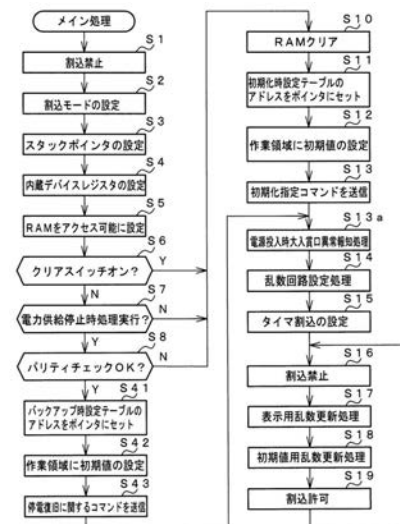 メイン処理
S1
割込禁止
S2
割込モードの設定
S3
スタックポインタの設定
S4
内蔵デバイスレジスタの設定
S5
RAMをアクセス可能に設定
S6
クリアスイッチオン?
Y
N
S7
電力供給停止時処理実行?
N
Y
S8
パリティチェックOK?
N
Y
S41
バックアップ時設定テーブルの
アドレスをポインタにセット
S42
作業領域に初期値の設定
S43
停電復旧に関するコマンドを送信
S10
RAMクリア
S11
初期化時設定テーブルの
アドレスをポインタにセット
S12
作業領域に初期値の設定
S13
初期化指定コマンドを送信
S13a
電源投入時大入賞口異常報知処理
S14
乱数回路設定処理
S15
タイマ割込の設定
S16
割込禁止
S17
表示用乱数更新処理
S18
初期値用乱数更新処理
S19
割込許可